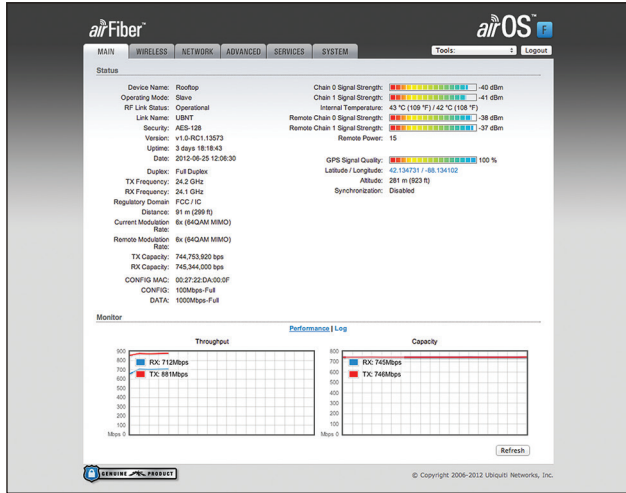 airFiber™
airOS™ F
MAIN WIRELESS NETWORK ADVANCED SERVICES SYSTEM Tools: Logout
Status
Device Name: Rooftop
Operating Mode: Slave
RF Link Status: Operational
Link Name: UBNT
Security: AES-128
Version: v1.0-RC1.13573
Uptime: 3 days 18:18:43
Date: 2012-06-25 12:06:30
Duplex: Full Duplex
TX Frequency: 24.2 GHz
RX Frequency: 24.1 GHz
Regulatory Domain FCC / IC
Distance: 91 m (299 ft)
Current Modulation Rate: 6x (64QAM MIMO)
Remote Modulation Rate: 6x (64QAM MIMO)
TX Capacity: 744,753,920 bps
RX Capacity: 745,344,000 bps
CONFIG MAC: 00:27:22:DA:00:0F
CONFIG: 100Mbps-Full
DATA: 1000Mbps-Full
Chain 0 Signal Strength: -40 dBm
Chain 1 Signal Strength: -41 dBm
Internal Temperature: 43 °C (109 °F) / 42 °C (108 °F)
Remote Chain 0 Signal Strength: -38 dBm
Remote Chain 1 Signal Strength: -37 dBm
Remote Power: 15
GPS Signal Quality: 100 %
Latitude / Longitude: 42.134731 / -88.134102
Altitude: 281 m (923 ft)
Synchronization: Disabled
Monitor
Performance | Log
Throughput
900
800
700
600
500
400
300
200
100
Mbps 0
RX: 712Mbps
TX: 881Mbps
Capacity
800
700
600
500
400
300
200
100
Mbps 0
RX: 745Mbps
TX: 746Mbps
Refresh
GENUINE PRODUCT
© Copyright 2006-2012 Ubiquiti Networks, Inc.